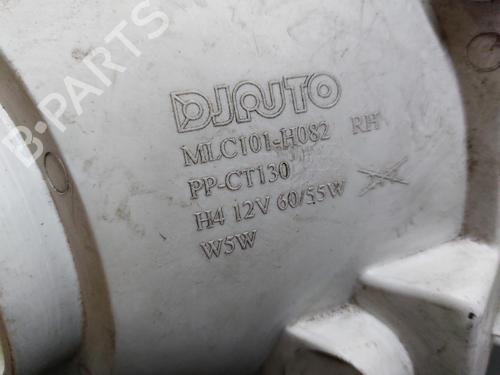 B-PARTS
DJAUTO
MLC101-H082 RH
PP-CT130
H4 12V 60/55W
W5W